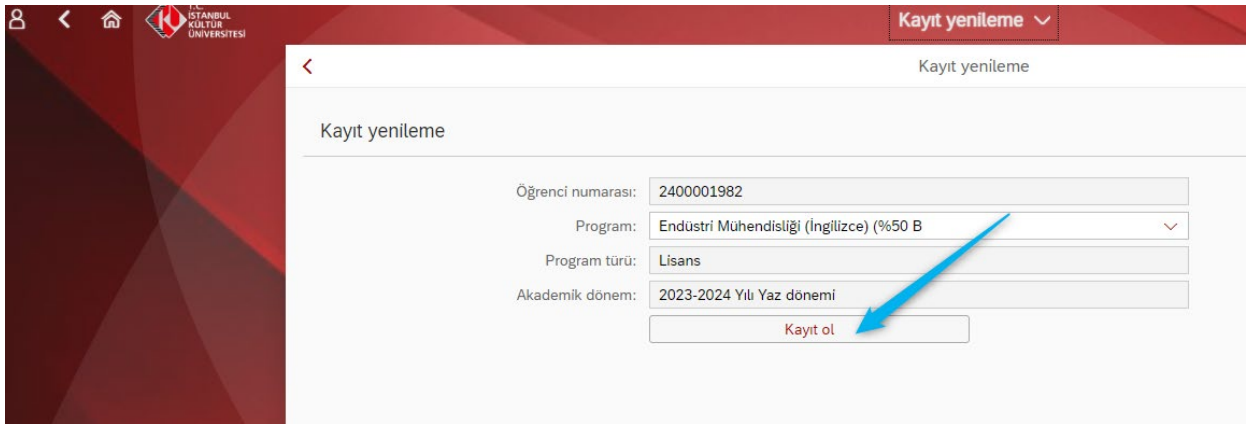 T.C.
İSTANBUL
KÜLTÜR
ÜNİVERSİTESİ
Kayıt yenileme
Kayıt yenileme
Kayıt yenileme
Öğrenci numarası: 2400001982
Program: Endüstri Mühendisliği (İngilizce) (%50 B
Program türü: Lisans
Akademik dönem: 2023-2024 Yılı Yaz dönemi
Kayıt ol